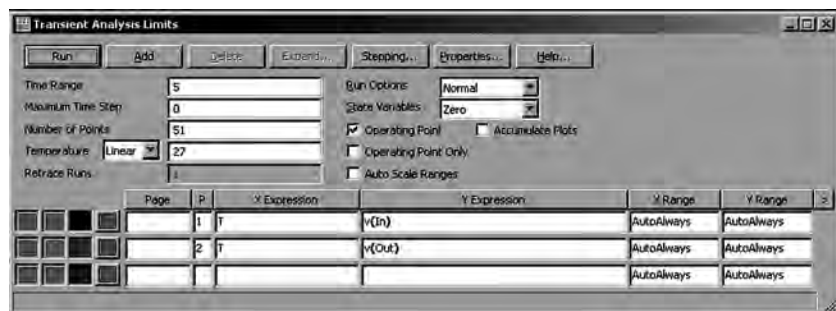 Transient Analysis Limits
Run Add Delete Expand... Stepping... Properties... Help...
Time Range 5 Run Options Normal
Maximum Time Step 0 State Variables Zero
Number of Points 51 Operating Point Accumulate Plots
Temperature Linear 27 Operating Point Only
Retrace Runs 1 Auto Scale Ranges
Page P X Expression Y Expression X Range Y Range >
1 T v(In) AutoAlways AutoAlways
2 T v(Out) AutoAlways AutoAlways
AutoAlways AutoAlways